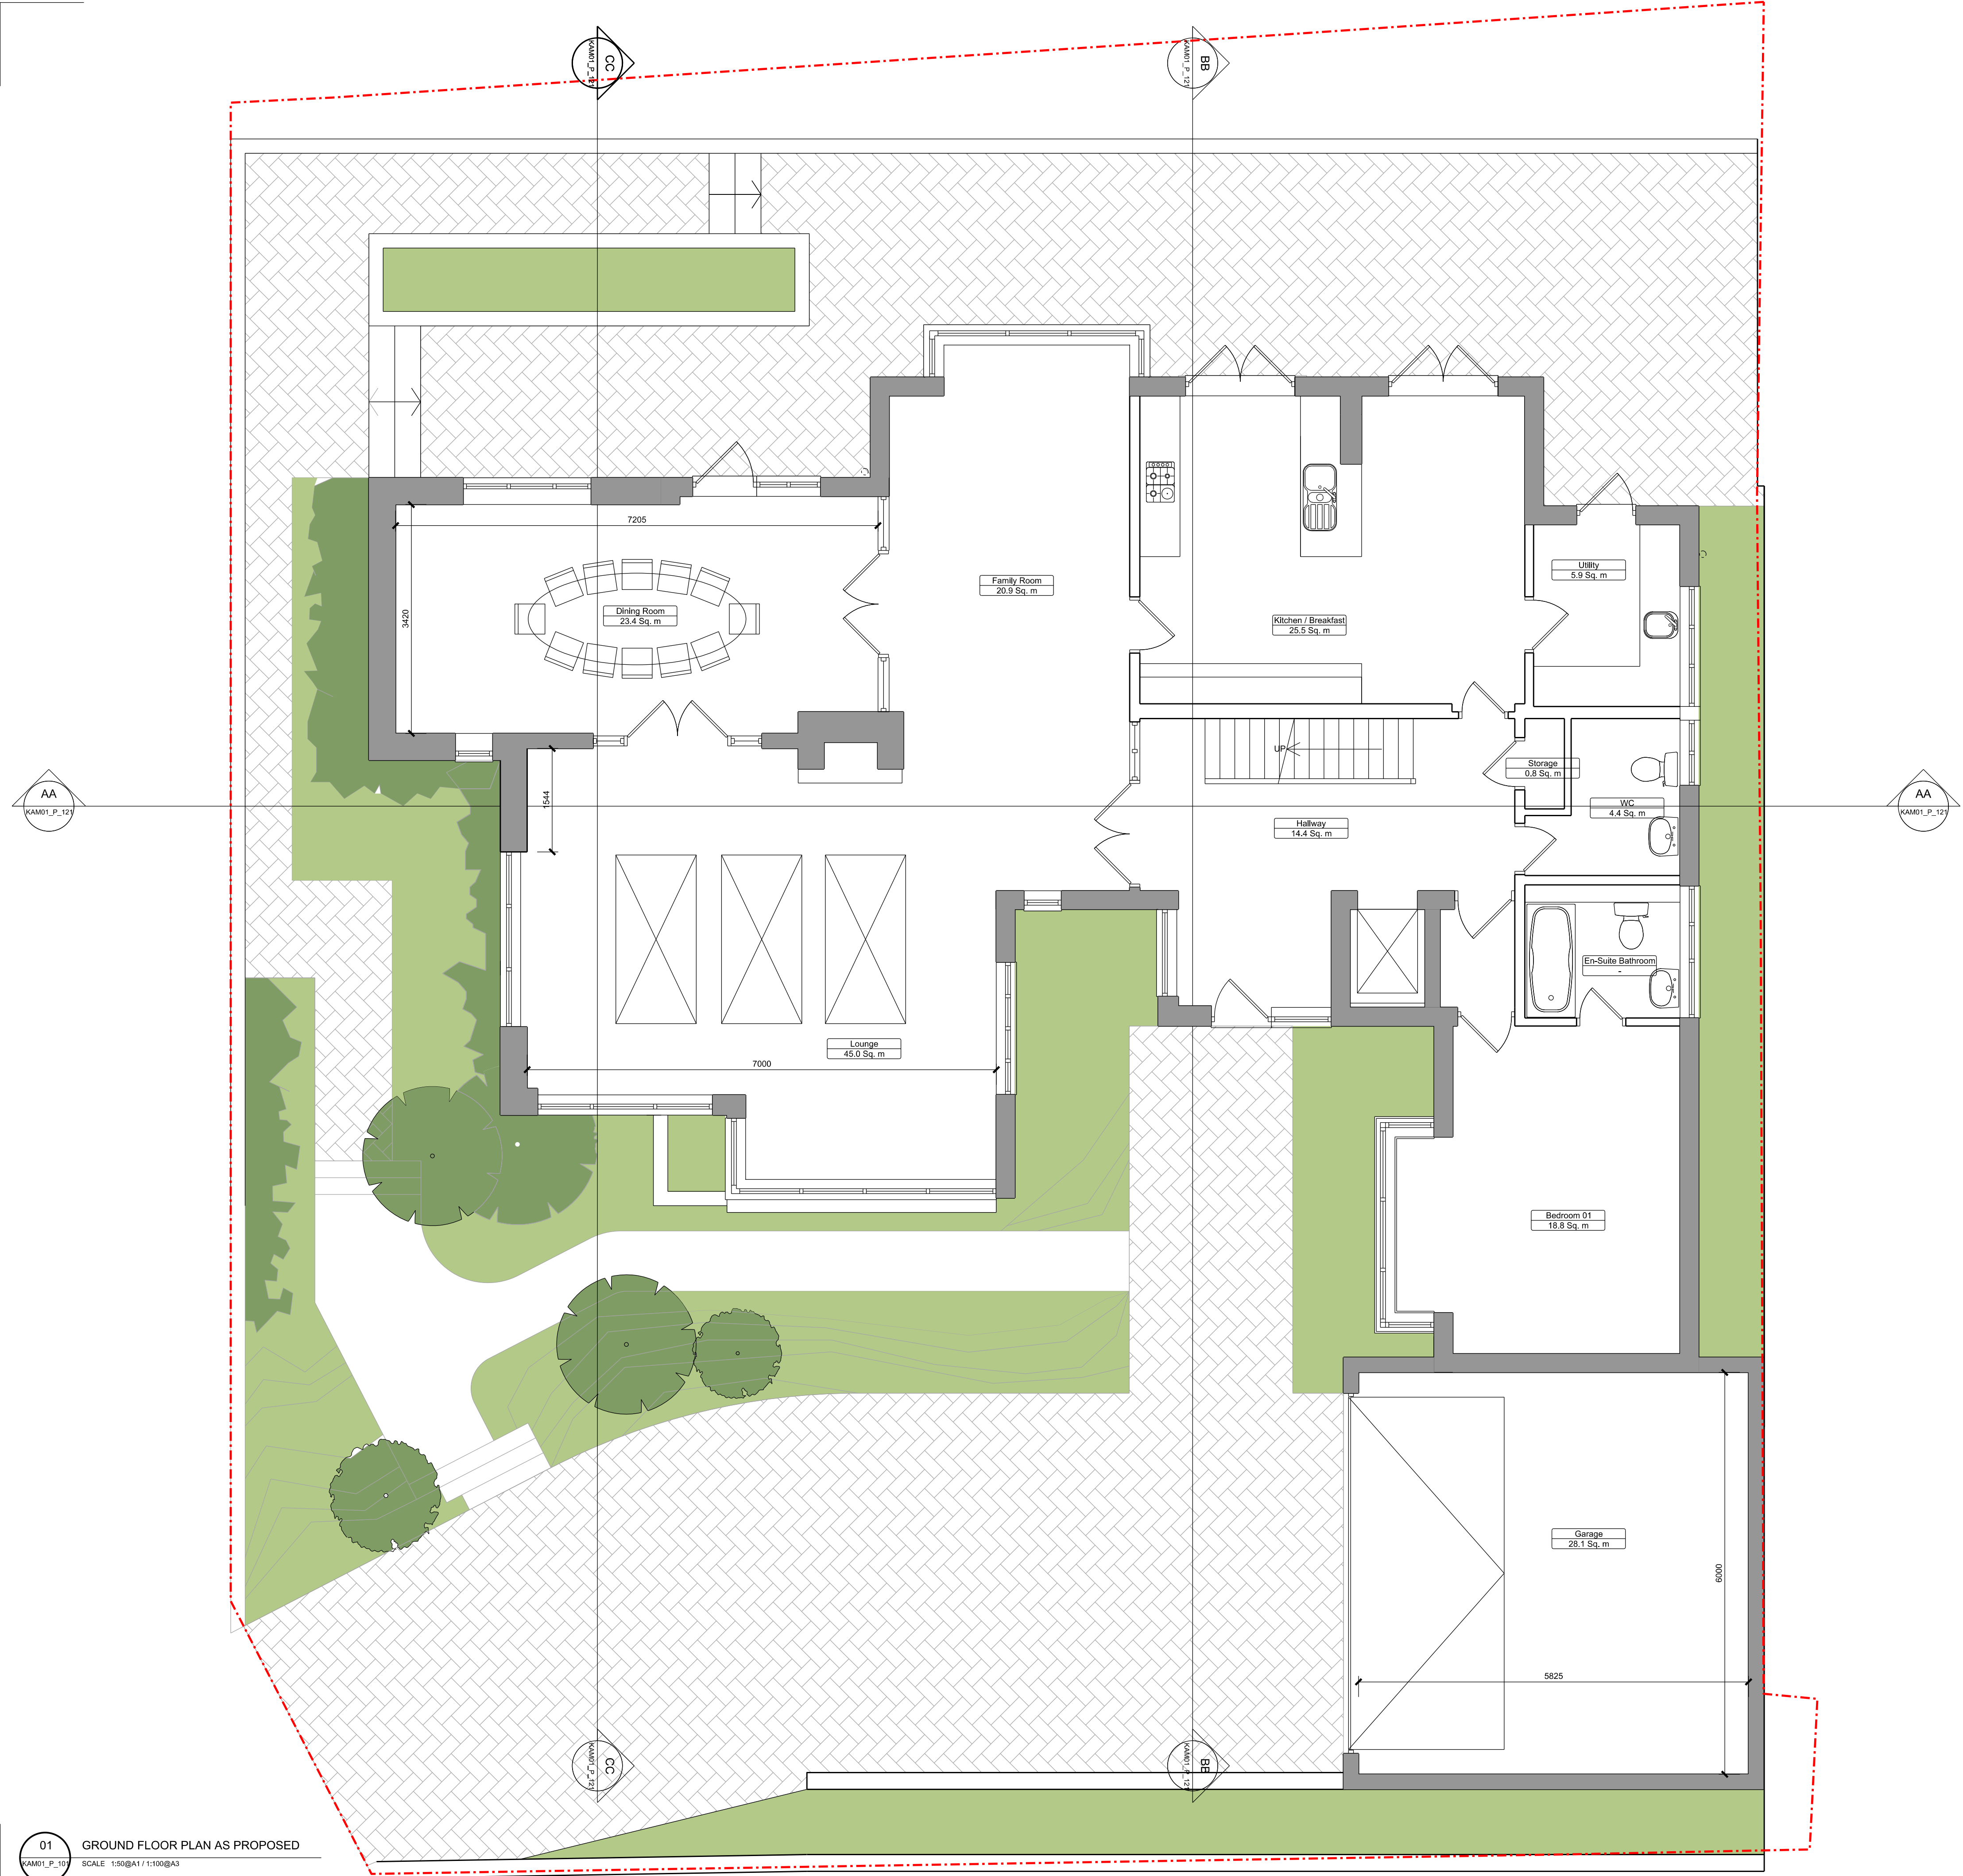 CC
KAM01_P_121
BB
KAM01_P_121
7205
3420
Dining Room
23.4 Sq. m
Family Room
20.9 Sq. m
Kitchen / Breakfast
25.5 Sq. m
Utility
5.9 Sq. m
UP
Storage
0.8 Sq. m
WC
4.4 Sq. m
AA
KAM01_P_121
AA
KAM01_P_121
1544
Hallway
14.4 Sq. m
En-Suite Bathroom
-
Lounge
45.0 Sq. m
7000
Bedroom 01
18.8 Sq. m
Garage
28.1 Sq. m
6000
5825
CC
KAM01_P_121
BB
KAM01_P_121
01
KAM01_P_101
GROUND FLOOR PLAN AS PROPOSED
SCALE 1:50@A1 / 1:100@A3